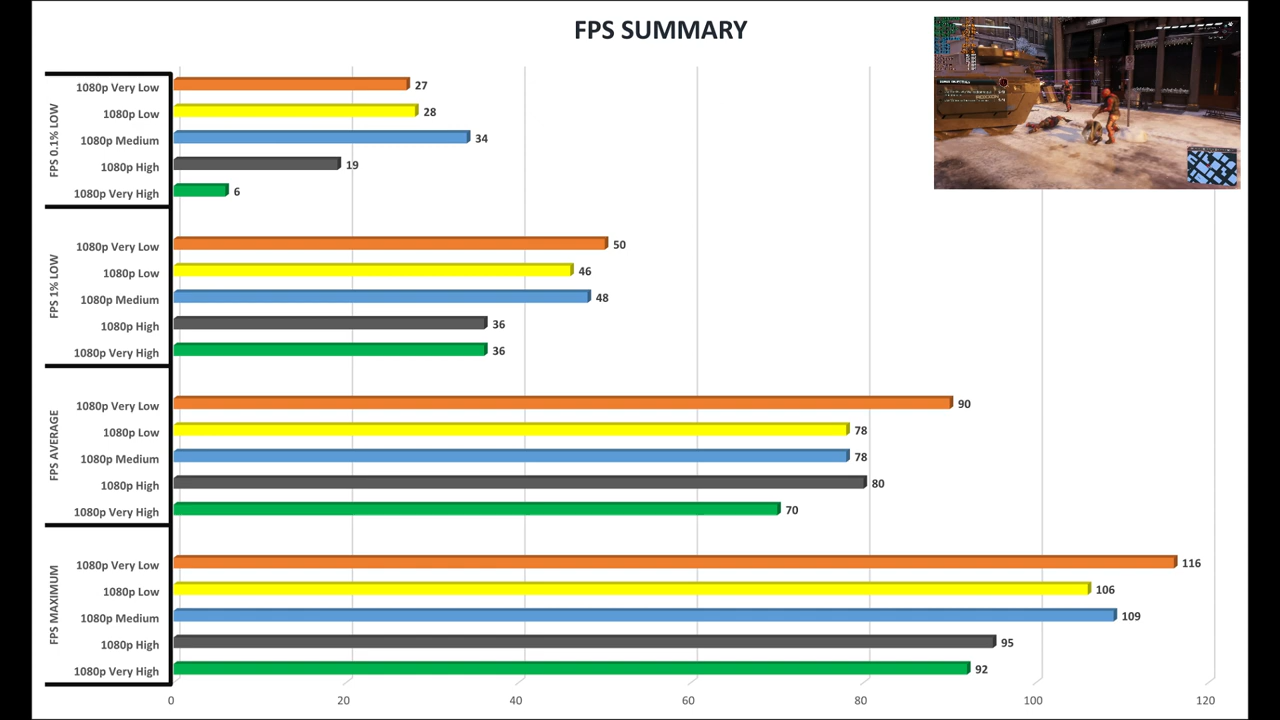 FPS SUMMARY
FPS 0.1% LOW
1080p Very Low 27
1080p Low 28
1080p Medium 34
1080p High 19
1080p Very High 6
FPS 1% LOW
1080p Very Low 50
1080p Low 46
1080p Medium 48
1080p High 36
1080p Very High 36
FPS AVERAGE
1080p Very Low 90
1080p Low 78
1080p Medium 78
1080p High 80
1080p Very High 70
FPS MAXIMUM
1080p Very Low 116
1080p Low 106
1080p Medium 109
1080p High 95
1080p Very High 92
0 20 40 60 80 100 120